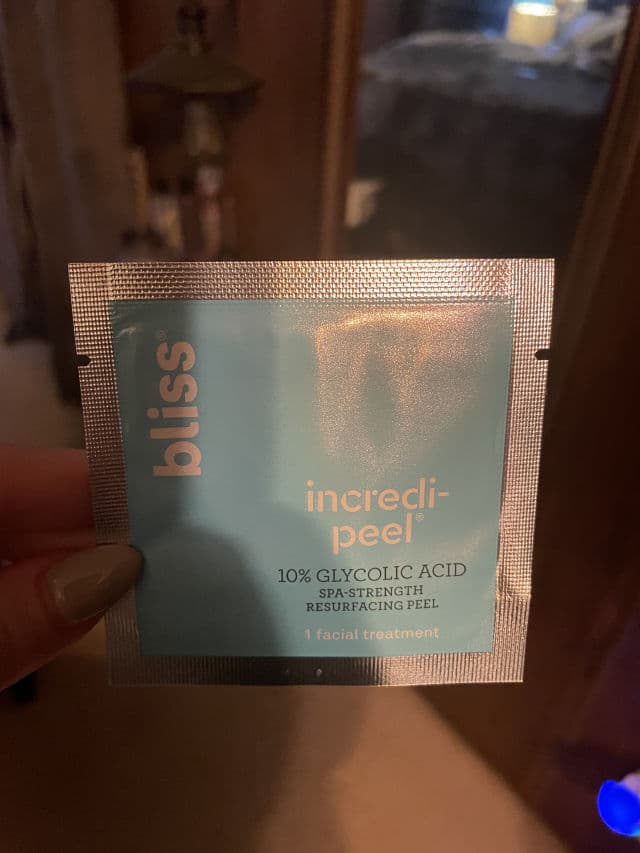 bliss®
incredi-
peel®
10% GLYCOLIC ACID
SPA-STRENGTH
RESURFACING PEEL
1 facial treatment